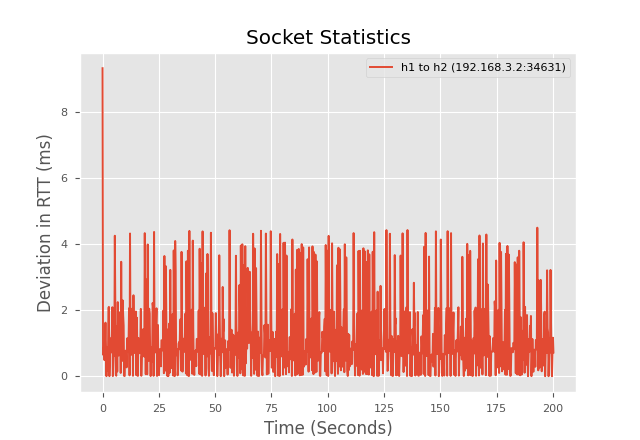 Socket Statistics
h1 to h2 (192.168.3.2:34631)
Deviation in RTT (ms)
8
6
4
2
0
0 25 50 75 100 125 150 175 200
Time (Seconds)